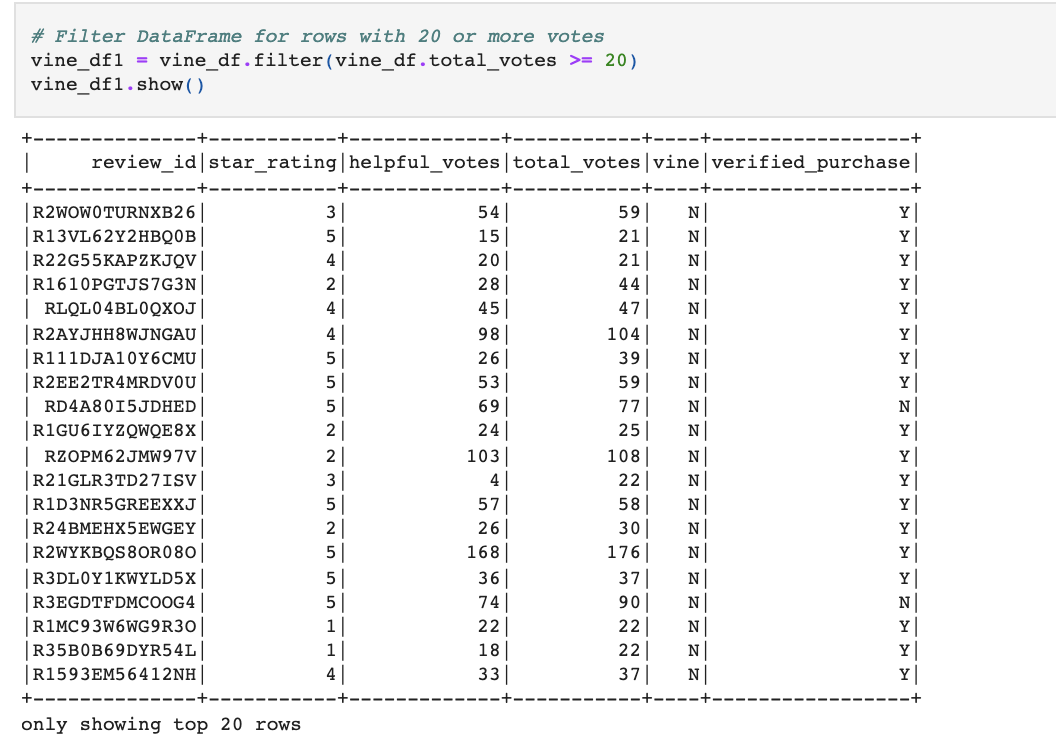 # Filter DataFrame for rows with 20 or more votes
vine_df1 = vine_df.filter(vine_df.total_votes >= 20)
vine_df1.show()
+--------------+-----------+-------------+-----------+----+-----------------+
|     review_id|star_rating|helpful_votes|total_votes|vine|verified_purchase|
+--------------+-----------+-------------+-----------+----+-----------------+
|R2WOW0TURNXB26|          3|           54|         59|   N|                Y|
|R13VL62Y2HBQ0B|          5|           15|         21|   N|                Y|
|R22G55KAPZKJQV|          4|           20|         21|   N|                Y|
|R1610PGTJS7G3N|          2|           28|         44|   N|                Y|
| RLQL04BL0QXOJ|          4|           45|         47|   N|                Y|
|R2AYJHH8WJNGAU|          4|           98|        104|   N|                Y|
|R111DJA10Y6CMU|          5|           26|         39|   N|                Y|
|R2EE2TR4MRDV0U|          5|           53|         59|   N|                Y|
| RD4A80I5JDHED|          5|           69|         77|   N|                N|
|R1GU6IYZQWQE8X|          2|           24|         25|   N|                Y|
| RZOPM62JMW97V|          2|          103|        108|   N|                Y|
|R21GLR3TD27ISV|          3|            4|         22|   N|                Y|
|R1D3NR5GREEXXJ|          5|           57|         58|   N|                Y|
|R24BMEHX5EWGEY|          2|           26|         30|   N|                Y|
|R2WYKBQS8OR08O|          5|          168|        176|   N|                Y|
|R3DL0Y1KWYLD5X|          5|           36|         37|   N|                Y|
|R3EGDTFDMCOOG4|          5|           74|         90|   N|                N|
|R1MC93W6WG9R3O|          1|           22|         22|   N|                Y|
|R35B0B69DYR54L|          1|           18|         22|   N|                Y|
|R1593EM56412NH|          4|           33|         37|   N|                Y|
+--------------+-----------+-------------+-----------+----+-----------------+
only showing top 20 rows